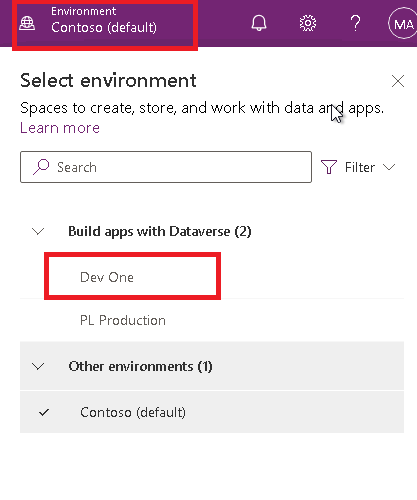 Environment
Contoso (default)
?
MA
Select environment
Spaces to create, store, and work with data and apps.
Learn more
Search
Filter
Build apps with Dataverse (2)
Dev One
PL Production
Other environments (1)
Contoso (default)